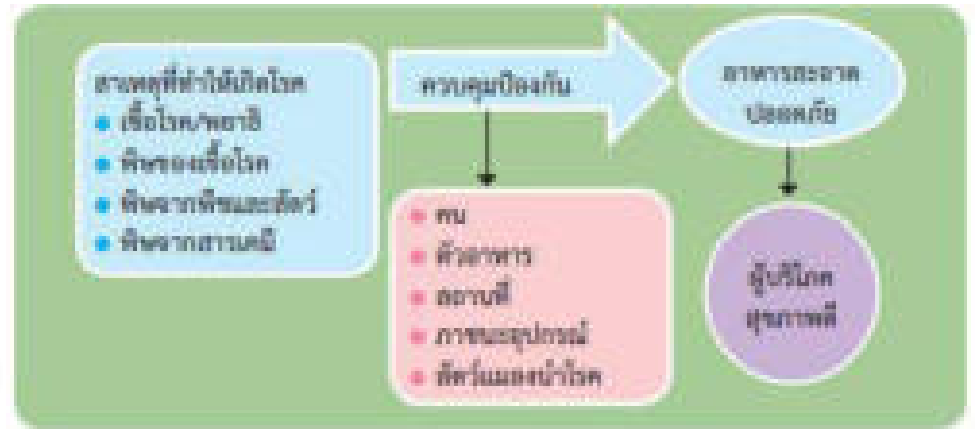 สาเหตุที่ทำให้เกิดโรค
เชื้อโรค/พยาธิ
พิษของเชื้อโรค
พิษจากพืชและสัตว์
พิษจากสารเคมี
ควบคุมป้องกัน
คน
ตัวอาหาร
สถานที่
ภาชนะอุปกรณ์
สัตว์แมลงนำโรค
อาหารสะอาด
ปลอดภัย
ผู้บริโภค
สุขภาพดี